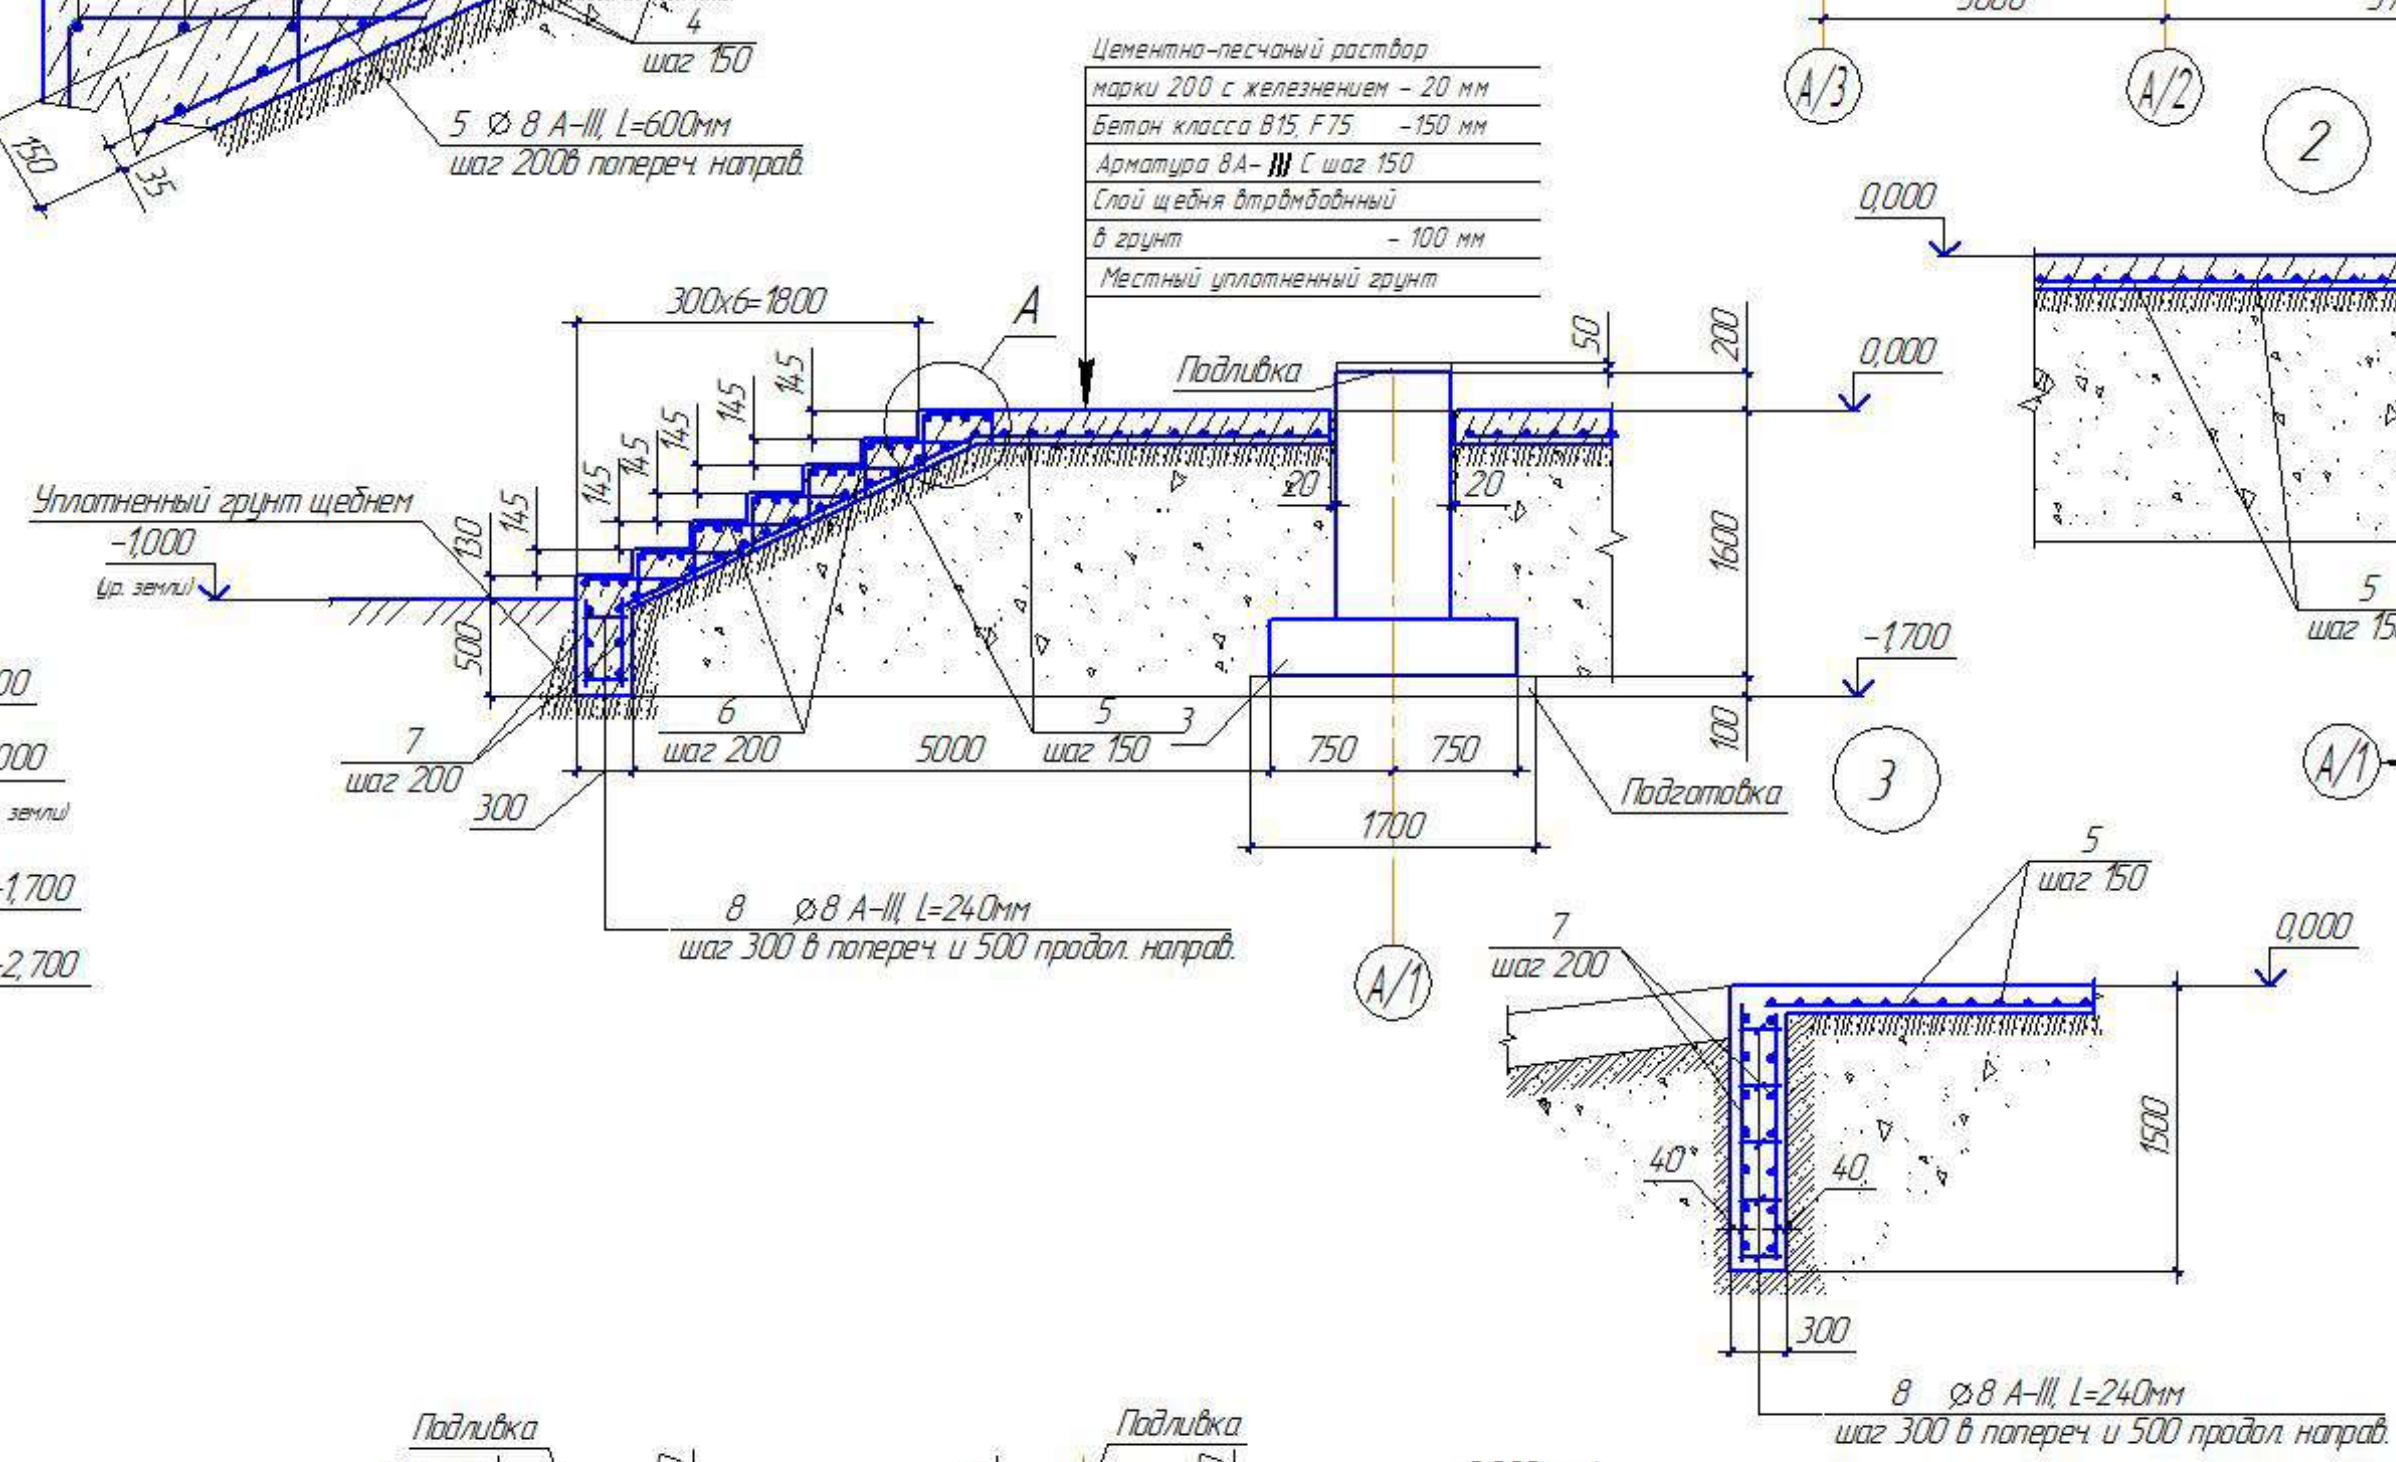 4
шаг 150
5 Ø 8 А-III, L=600мм
шаг 200в попереч. направ.
150
35
Цементно-песчаный раствор
марки 200 с железнением - 20 мм
Бетон класса В15, F75 -150 мм
Арматура 8А- III С шаг 150
Слой щебня втрвмбовнный
в грунт - 100 мм
Местный уплотненный грунт
А/3
А/2
2
0,000
5
шаг 15
300х6=1800
А
145
145
145
145
145
145
130
500
Подливка
50
200
0,000
20
20
1600
Уплотненный грунт щебнем
-1,000
(ур. земли)
-1,700
100
6
шаг 200
5
шаг 150
3
7
шаг 200
5000
750
750
300
1700
Подготовка
3
А/1
8 Ø8 А-III, L=240мм
шаг 300 в попереч. и 500 продол. направ.
А/1
00
000
земли)
-1,700
-2,700
5
шаг 150
7
шаг 200
0,000
40
40
1500
300
8 Ø8 А-III, L=240мм
шаг 300 в попереч. и 500 продол. направ.
Подливка
Подливка